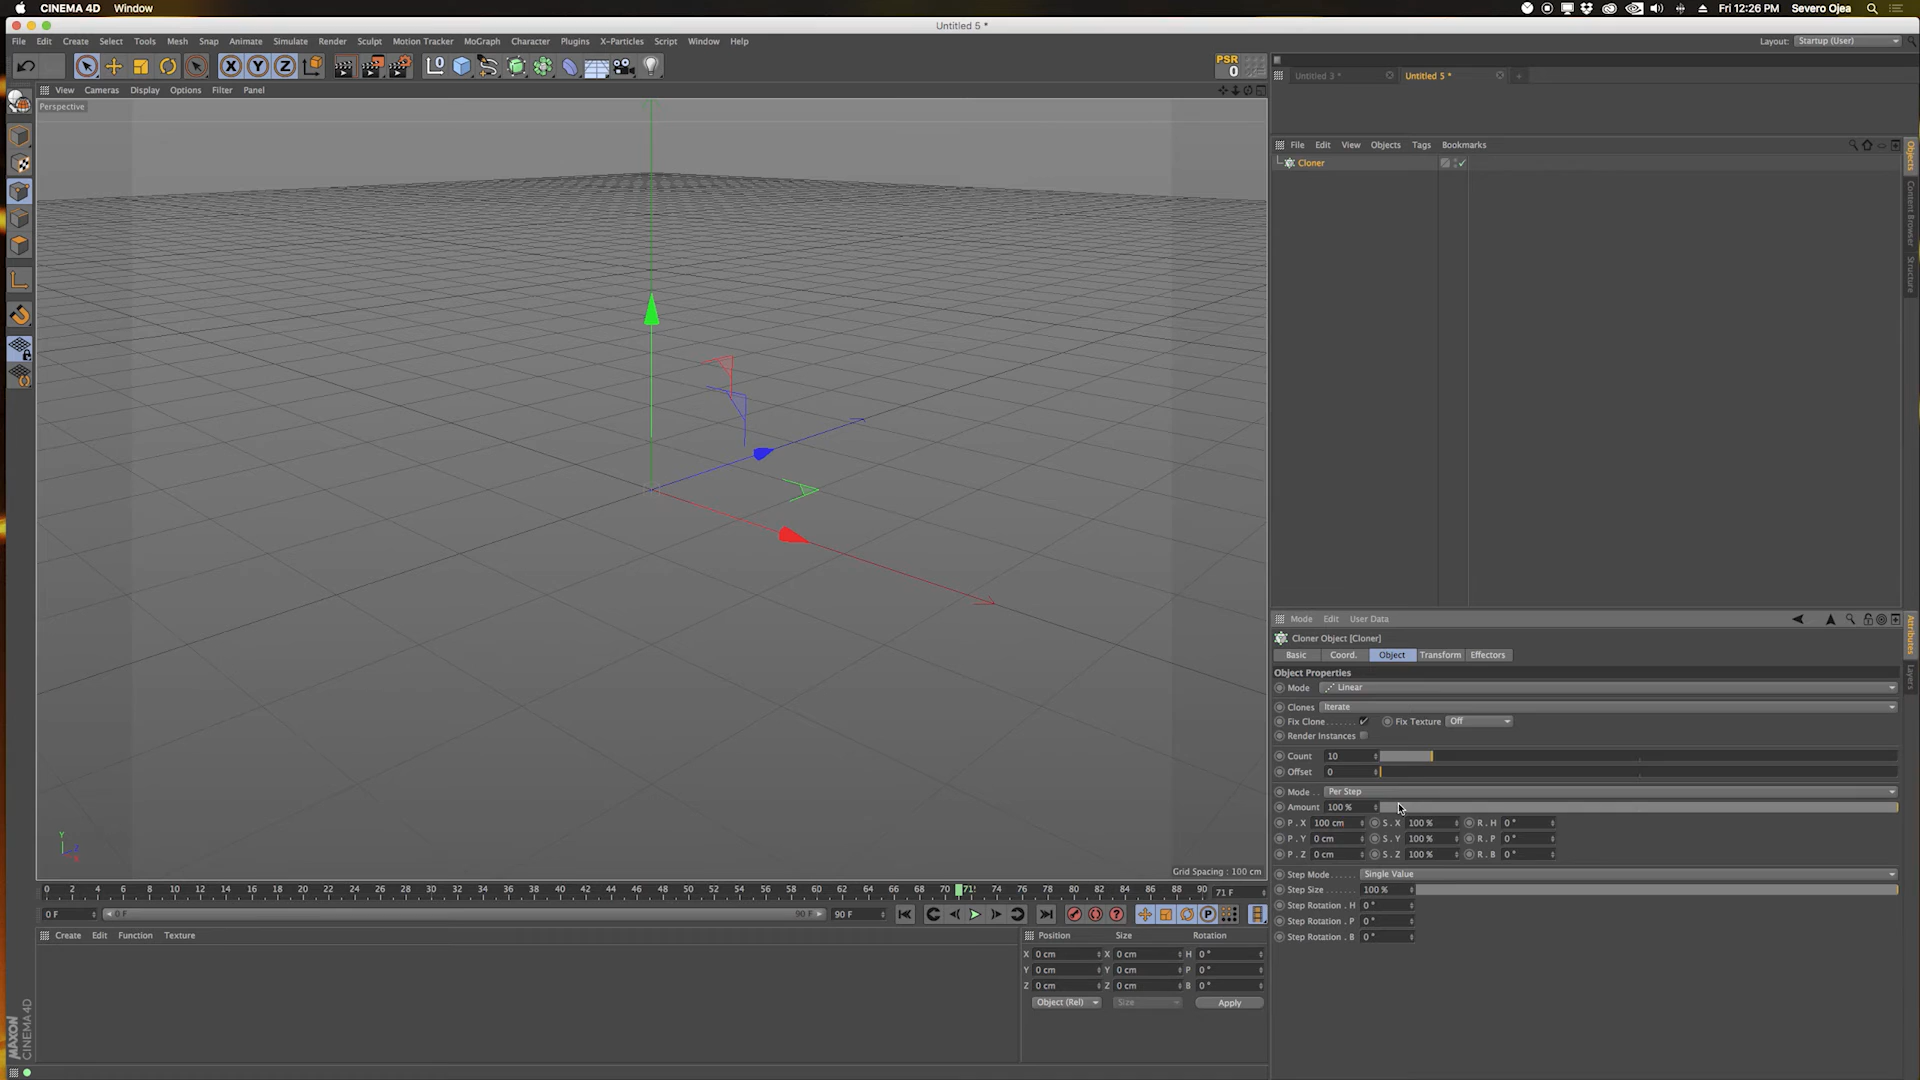 CINEMA 4D Window Fri 12:26 PM Severo Ojea
Untitled 5 *
File Edit Create Select Tools Mesh Snap Animate Simulate Render Sculpt Motion Tracker MoGraph Character Plugins X-Particles Script Window Help Layout: Startup (User)
X Y Z PSR
0
Untitled 3 * Untitled 5 *
View Cameras Display Options Filter Panel
Perspective
File Edit View Objects Tags Bookmarks
Cloner
Objects
Content Browser
Structure
Mode Edit User Data
Cloner Object [Cloner]
Basic Coord. Object Transform Effectors
Object Properties
Mode Linear
Clones Iterate
Fix Clone....... Fix Texture Off
Render Instances
Count 10
Offset 0
Mode .. Per Step
Amount 100 %
P . X 100 cm S . X 100 % R . H 0 °
P . Y 0 cm S . Y 100 % R . P 0 °
P . Z 0 cm S . Z 100 % R . B 0 °
Step Mode..... Single Value
Step Size...... 100 %
Step Rotation . H 0 °
Step Rotation . P 0 °
Step Rotation . B 0 °
Attributes
Layers
Y
Z
X
Grid Spacing : 100 cm
0 2 4 6 8 10 12 14 16 18 20 22 24 26 28 30 32 34 36 38 40 42 44 46 48 50 52 54 56 58 60 62 64 66 68 70 71 74 76 78 80 82 84 86 88 90 71 F
0 F 0 F 90 F 90 F
Create Edit Function Texture
Position Size Rotation
X 0 cm X 0 cm H 0 °
Y 0 cm Y 0 cm P 0 °
Z 0 cm Z 0 cm B 0 °
Object (Rel) Size Apply
MAXON
CINEMA 4D